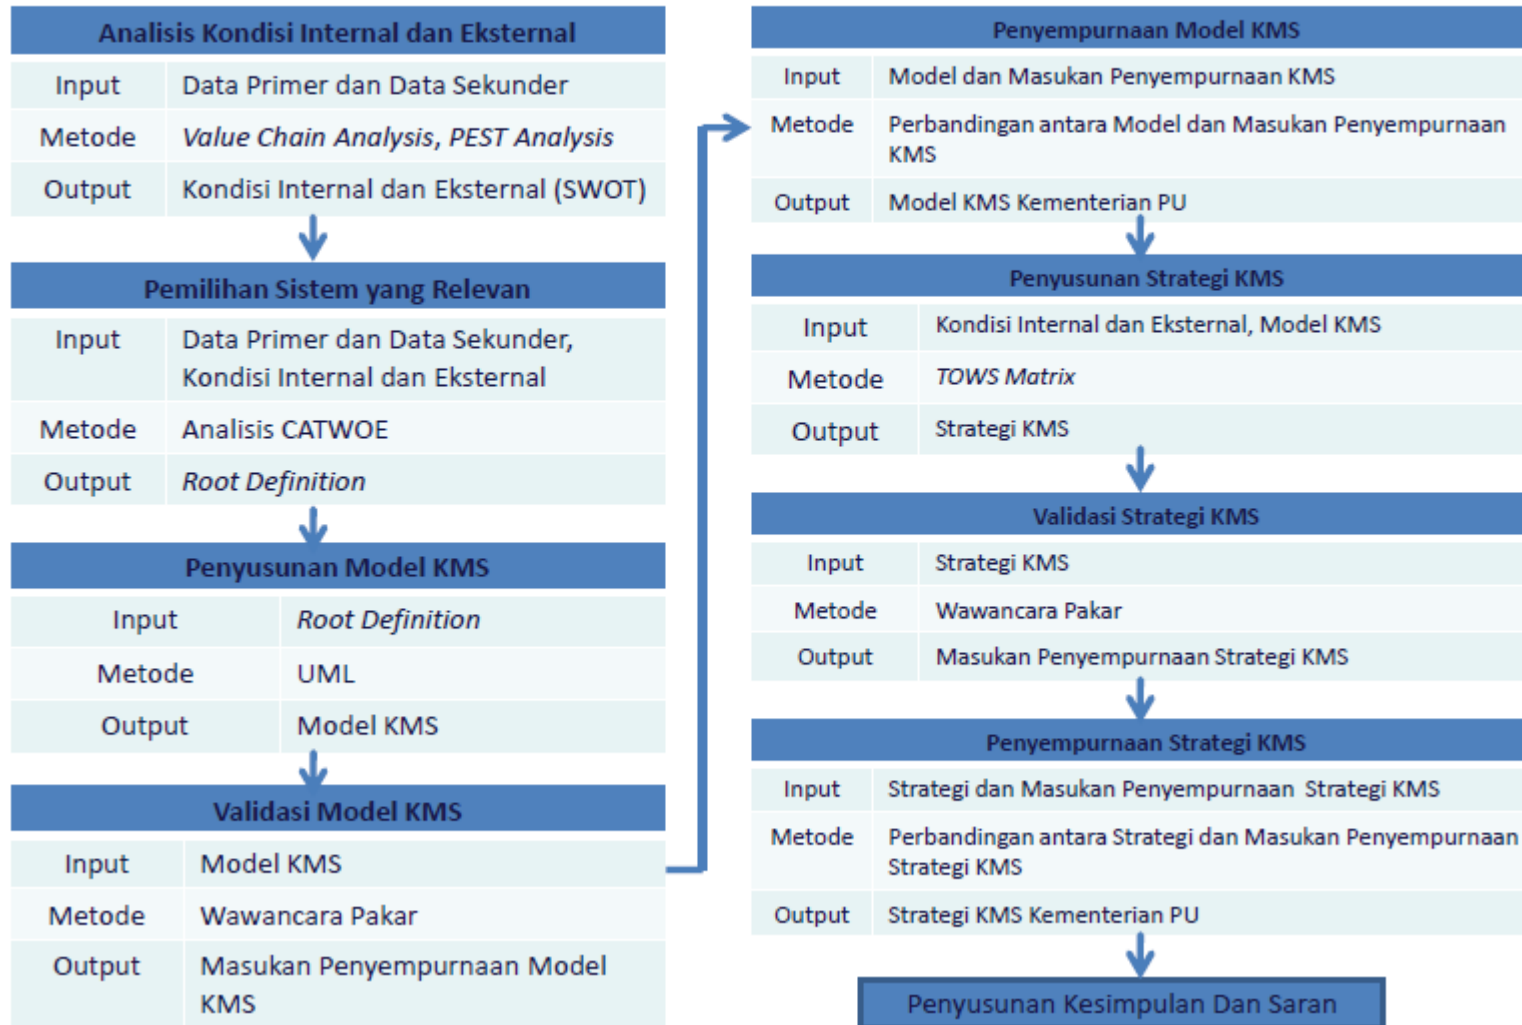 Analisis Kondisi Internal dan Eksternal
Input Data Primer dan Data Sekunder
Metode Value Chain Analysis, PEST Analysis
Output Kondisi Internal dan Eksternal (SWOT)
Pemilihan Sistem yang Relevan
Input Data Primer dan Data Sekunder,
Kondisi Internal dan Eksternal
Metode Analisis CATWOE
Output Root Definition
Penyusunan Model KMS
Input Root Definition
Metode UML
Output Model KMS
Validasi Model KMS
Input Model KMS
Metode Wawancara Pakar
Output Masukan Penyempurnaan Model
KMS
Penyempurnaan Model KMS
Input Model dan Masukan Penyempurnaan KMS
Metode Perbandingan antara Model dan Masukan Penyempurnaan
KMS
Output Model KMS Kementerian PU
Penyusunan Strategi KMS
Input Kondisi Internal dan Eksternal, Model KMS
Metode TOWS Matrix
Output Strategi KMS
Validasi Strategi KMS
Input Strategi KMS
Metode Wawancara Pakar
Output Masukan Penyempurnaan Strategi KMS
Penyempurnaan Strategi KMS
Input Strategi dan Masukan Penyempurnaan Strategi KMS
Metode Perbandingan antara Strategi dan Masukan Penyempurnaan
Strategi KMS
Output Strategi KMS Kementerian PU
Penyusunan Kesimpulan Dan Saran